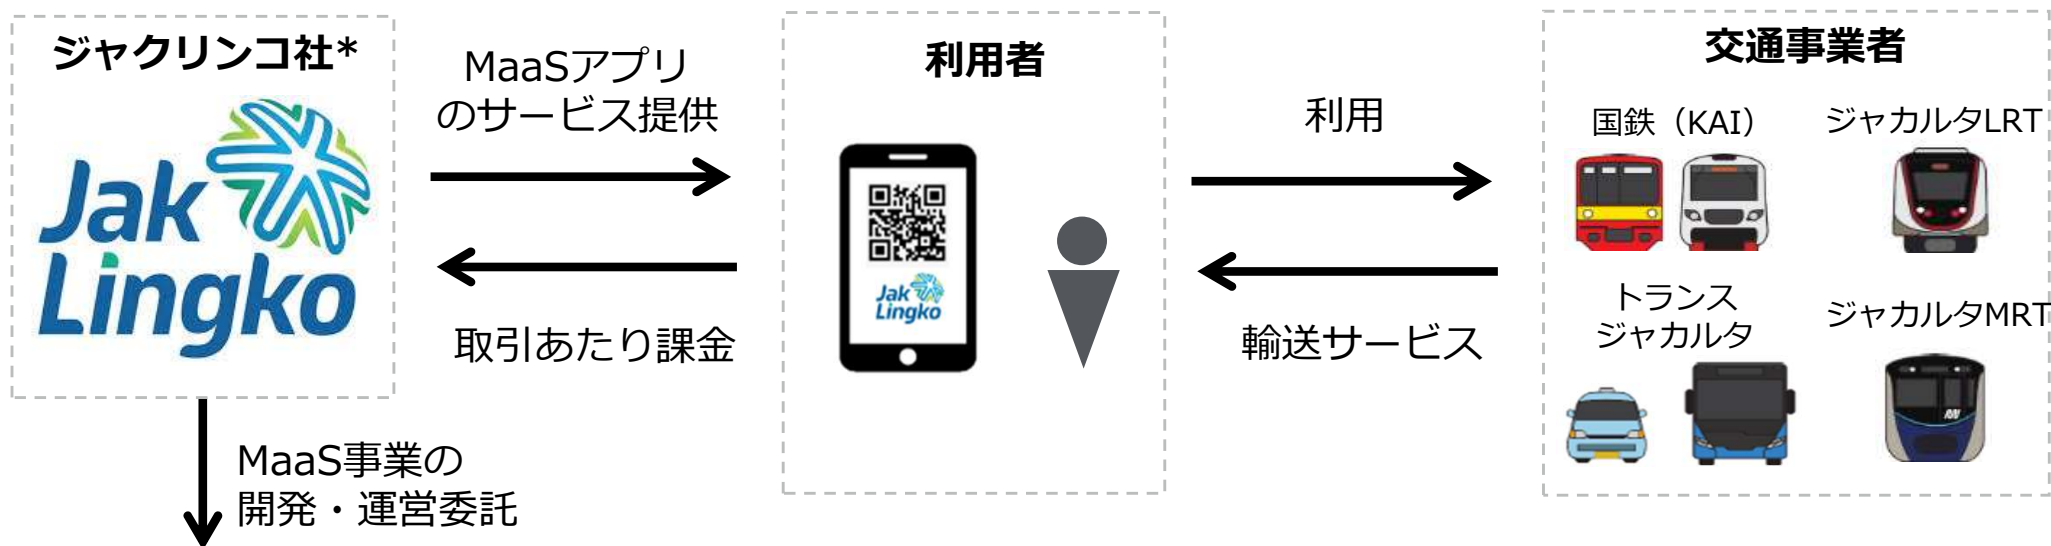 ジャクリンコ社*
Jak
Lingko
MaaSアプリ
のサービス提供
取引あたり課金
MaaS事業の
開発・運営委託
利用者
Jak
Lingko
利用
輸送サービス
交通事業者
国鉄（KAI）
ジャカルタLRT
トランス
ジャカルタ
ジャカルタMRT